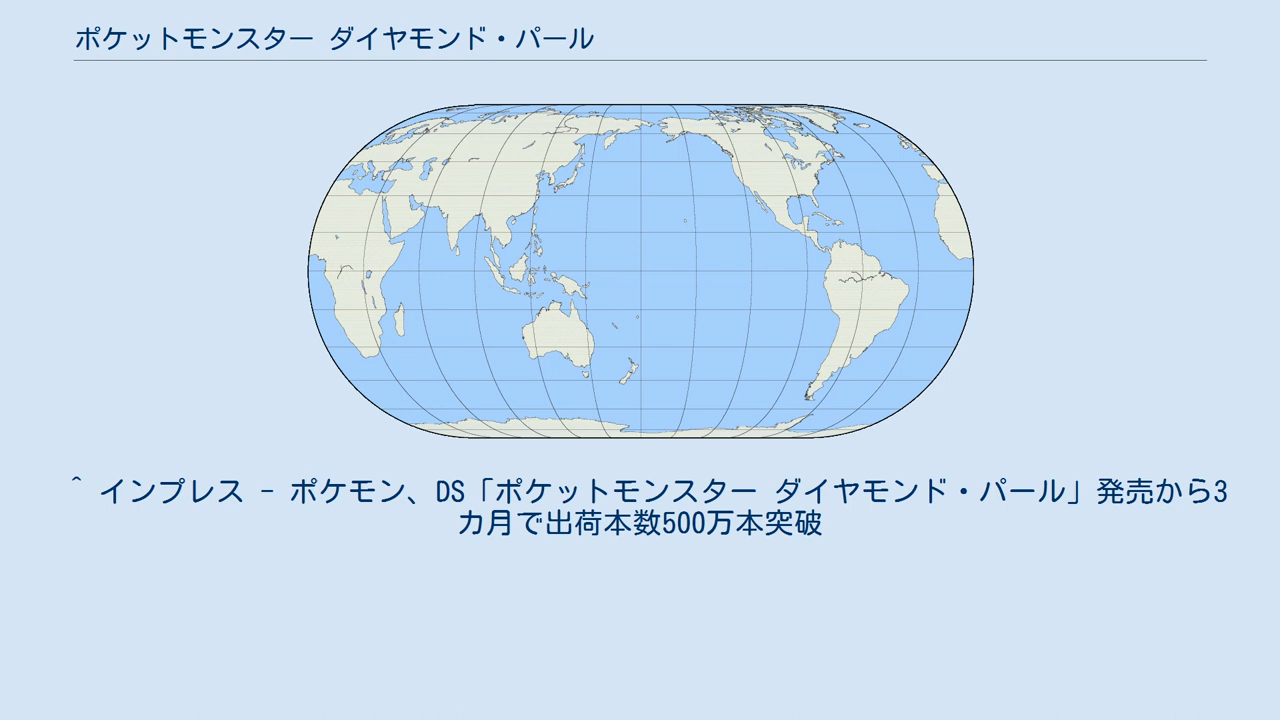 ポケットモンスター ダイヤモンド・パール
^ インプレス - ポケモン、DS「ポケットモンスター ダイヤモンド・パール」発売から3
カ月で出荷本数500万本突破